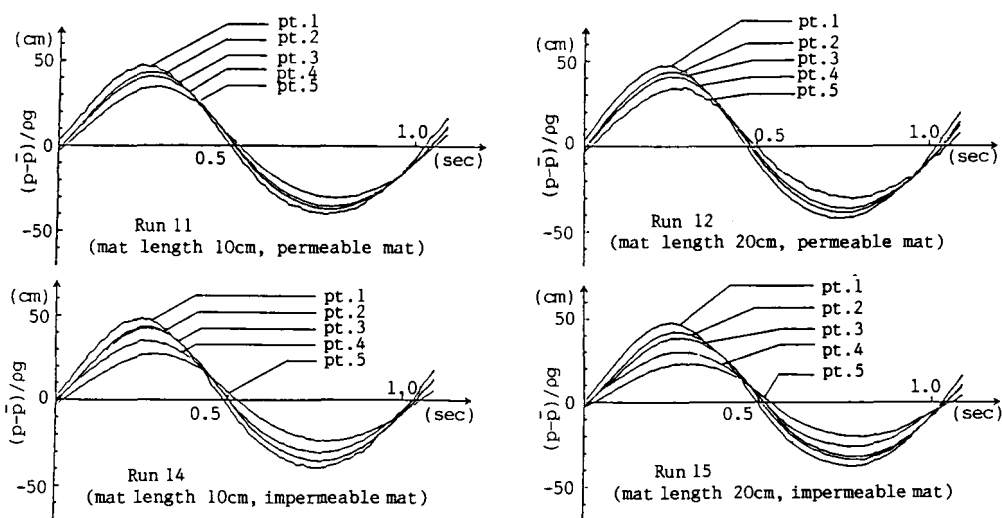 (cm)
50
0
-50
(p-p̄)/ρg
pt.1
pt.2
pt.3
pt.4
pt.5
0.5
1.0
(sec)
Run 11
(mat length 10cm, permeable mat)
(cm)
50
0
-50
(p-p̄)/ρg
pt.1
pt.2
pt.3
pt.4
pt.5
0.5
1.0
(sec)
Run 12
(mat length 20cm, permeable mat)
(cm)
50
0
-50
(p-p̄)/ρg
pt.1
pt.2
pt.3
pt.4
pt.5
0.5
1,0
(sec)
Run 14
(mat length 10cm, impermeable mat)
(cm)
50
0
-50
(p-p̄)/ρg
pt.1
pt.2
pt.3
pt.4
pt.5
0.5
1.0
(sec)
Run 15
(mat length 20cm, impermeable mat)